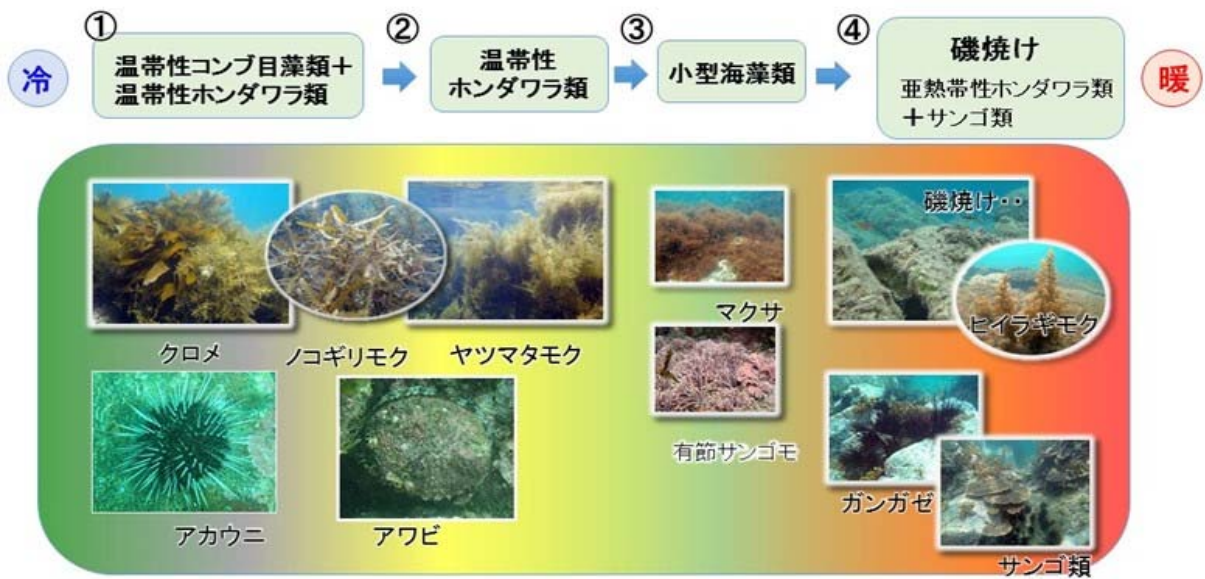 ①
②
③
④
冷
温帯性コンブ目藻類＋
温帯性ホンダワラ類
温帯性
ホンダワラ類
小型海藻類
磯焼け
亜熱帯性ホンダワラ類
＋サンゴ類
暖
磯焼け・・
クロメ
ノコギリモク
ヤツマタモク
マクサ
ヒイラギモク
有節サンゴモ
アカウニ
アワビ
ガンガゼ
サンゴ類